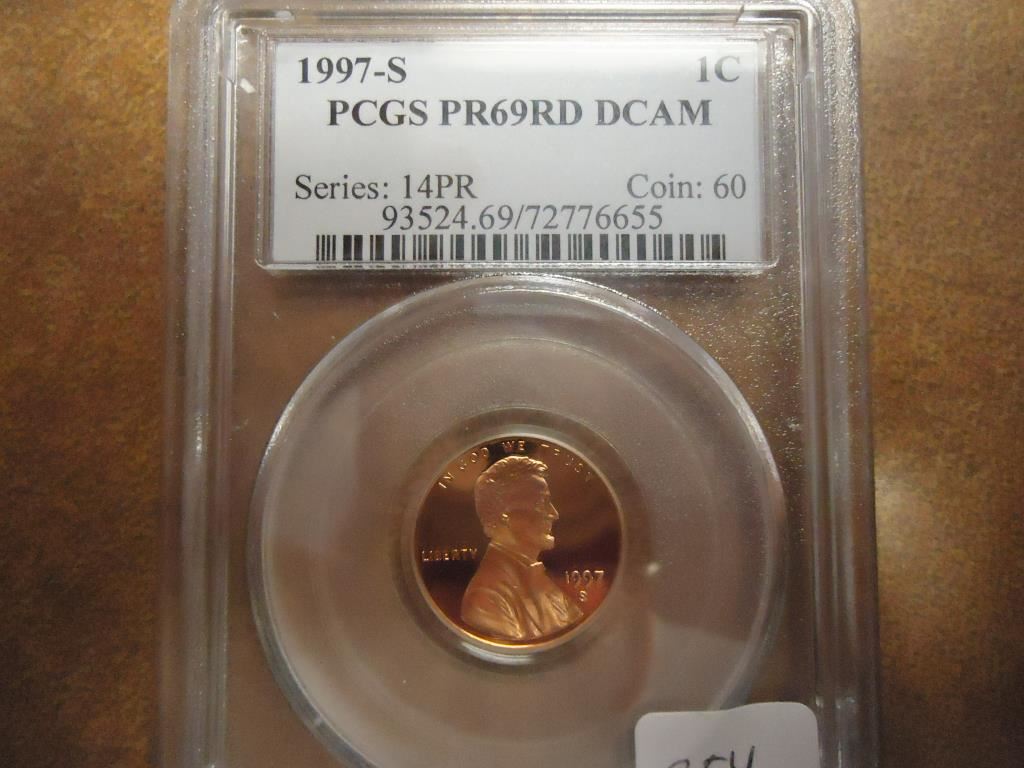 1997-S 1C
PCGS PR69RD DCAM
Series: 14PR Coin: 60
93524.69/72776655
IN GOD WE TRUST
LIBERTY
1997
S